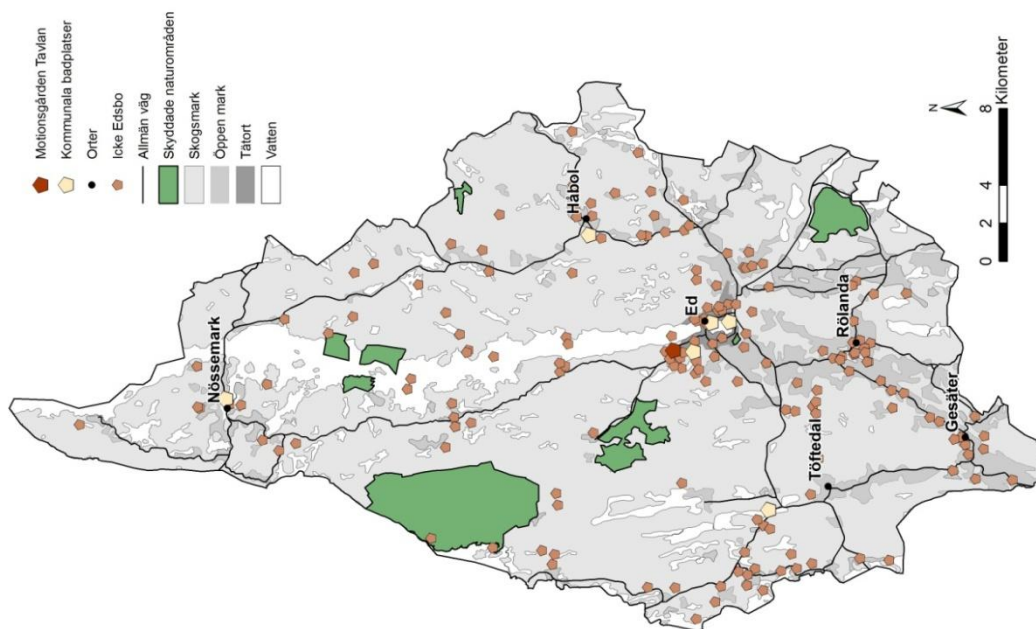 Motionsgården Tavlan
Kommunala badplatser
Orter
Icke Edsbo
Allmän väg
Skyddade naturområden
Skogsmark
Öppen mark
Tätort
Vatten
N
0 2 4 8
Kilometer
Nössemark
Håbol
Ed
Rölanda
Töftedal
Gesäter